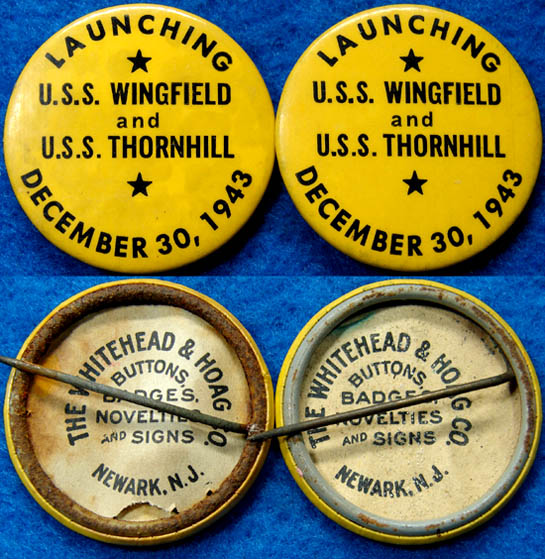 LAUNCHING
U.S.S. WINGFIELD
and
U.S.S. THORNHILL
DECEMBER 30, 1943
LAUNCHING
U.S.S. WINGFIELD
and
U.S.S. THORNHILL
DECEMBER 30, 1943
THE WHITEHEAD & HOAG CO.
BUTTONS,
BADGES,
NOVELTIES
AND SIGNS
NEWARK, N.J.
THE WHITEHEAD & HOAG CO.
BUTTONS,
BADGES,
NOVELTIES
AND SIGNS
NEWARK, N.J.